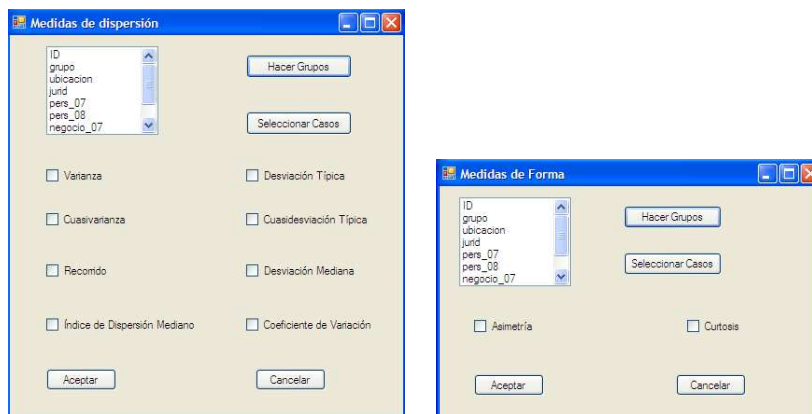 Medidas de dispersión
ID
grupo
ubicacion
jurid
pers_07
pers_08
negocio_07
Hacer Grupos
Seleccionar Casos
Varianza
Desviación Típica
Cuasivarianza
Cuasidesviación Típica
Recorrido
Desviación Mediana
Índice de Dispersión Mediano
Coeficiente de Variación
Aceptar
Cancelar
Medidas de Forma
ID
grupo
ubicacion
jurid
pers_07
pers_08
negocio_07
Hacer Grupos
Seleccionar Casos
Asimetría
Curtosis
Aceptar
Cancelar